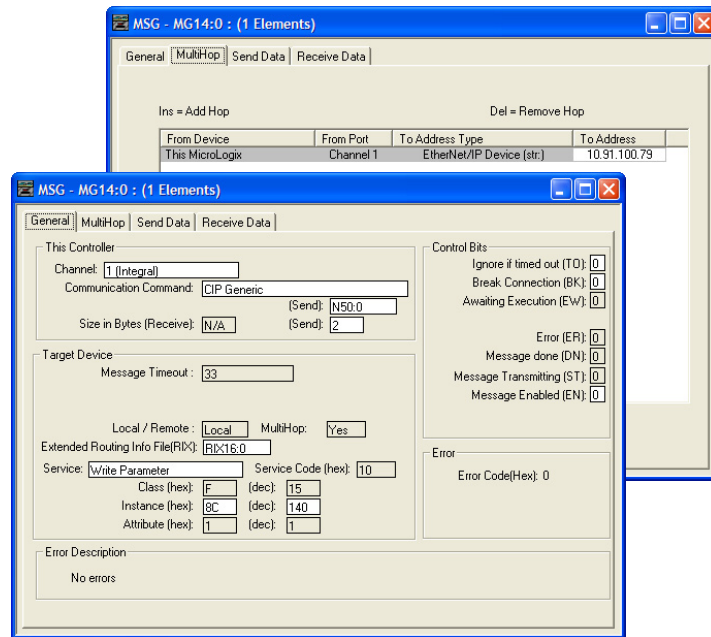 MSG - MG14:0 : (1 Elements)
General MultiHop Send Data Receive Data
Ins = Add Hop Del = Remove Hop
From Device From Port To Address Type To Address
This MicroLogix Channel 1 EtherNet/IP Device (str:) 10.91.100.79
MSG - MG14:0 : (1 Elements)
General MultiHop Send Data Receive Data
This Controller
Channel: 1 (Integral)
Communication Command: CIP Generic
(Send): N50:0
Size in Bytes (Receive): N/A (Send): 2
Target Device
Message Timeout : 33
Local / Remote : Local MultiHop: Yes
Extended Routing Info File(RIX): RIX16:0
Service: Write Parameter Service Code (hex): 10
Class (hex): F (dec): 15
Instance (hex): 8C (dec): 140
Attribute (hex): 1 (dec): 1
Control Bits
Ignore if timed out (TO): 0
Break Connection (BK): 0
Awaiting Execution (EW): 0
Error (ER): 0
Message done (DN): 0
Message Transmitting (ST): 0
Message Enabled (EN): 0
Error
Error Code(Hex): 0
Error Description
No errors